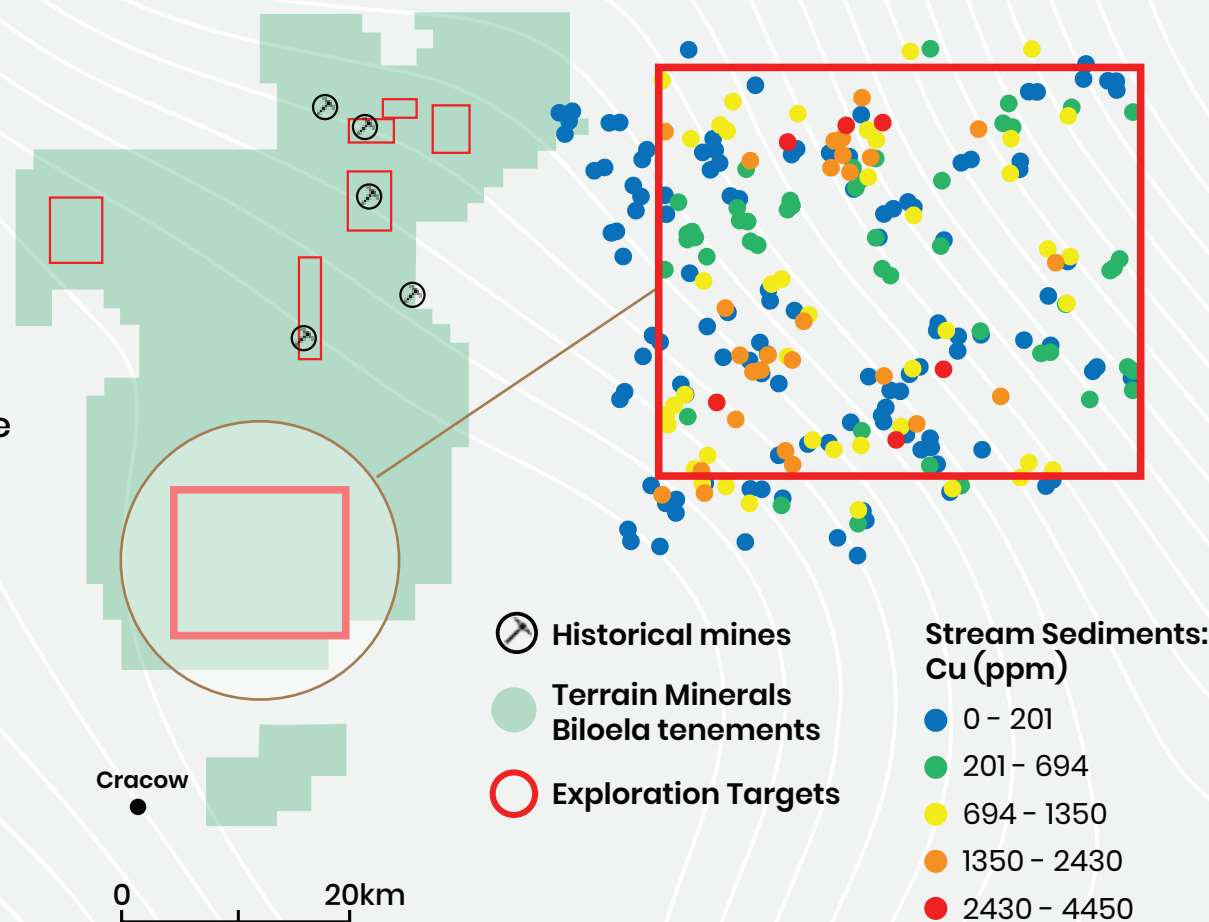 e
Historical mines
Terrain Minerals
Biloela tenements
Exploration Targets
Stream Sediments:
Cu (ppm)
0 - 201
201 - 694
694 - 1350
1350 - 2430
2430 - 4450
Cracow
0 20km